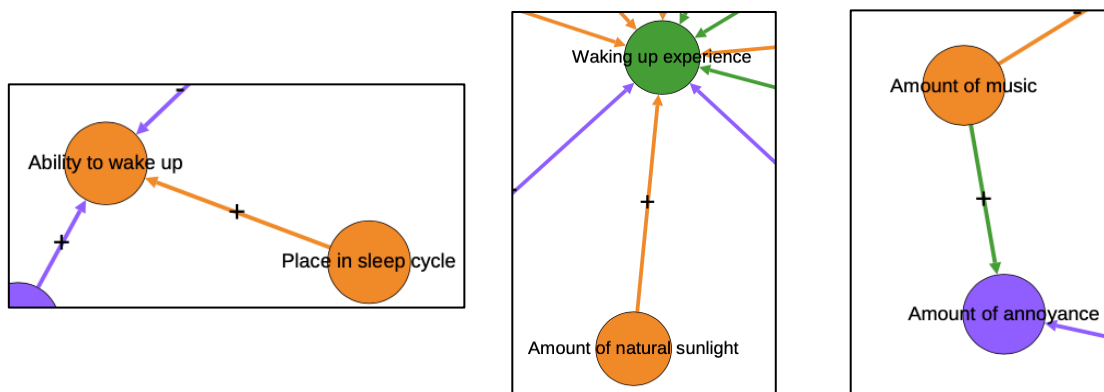 Ability to wake up
Place in sleep cycle
+
+
-
Waking up experience
Amount of natural sunlight
+
-
Amount of music
Amount of annoyance
+
-